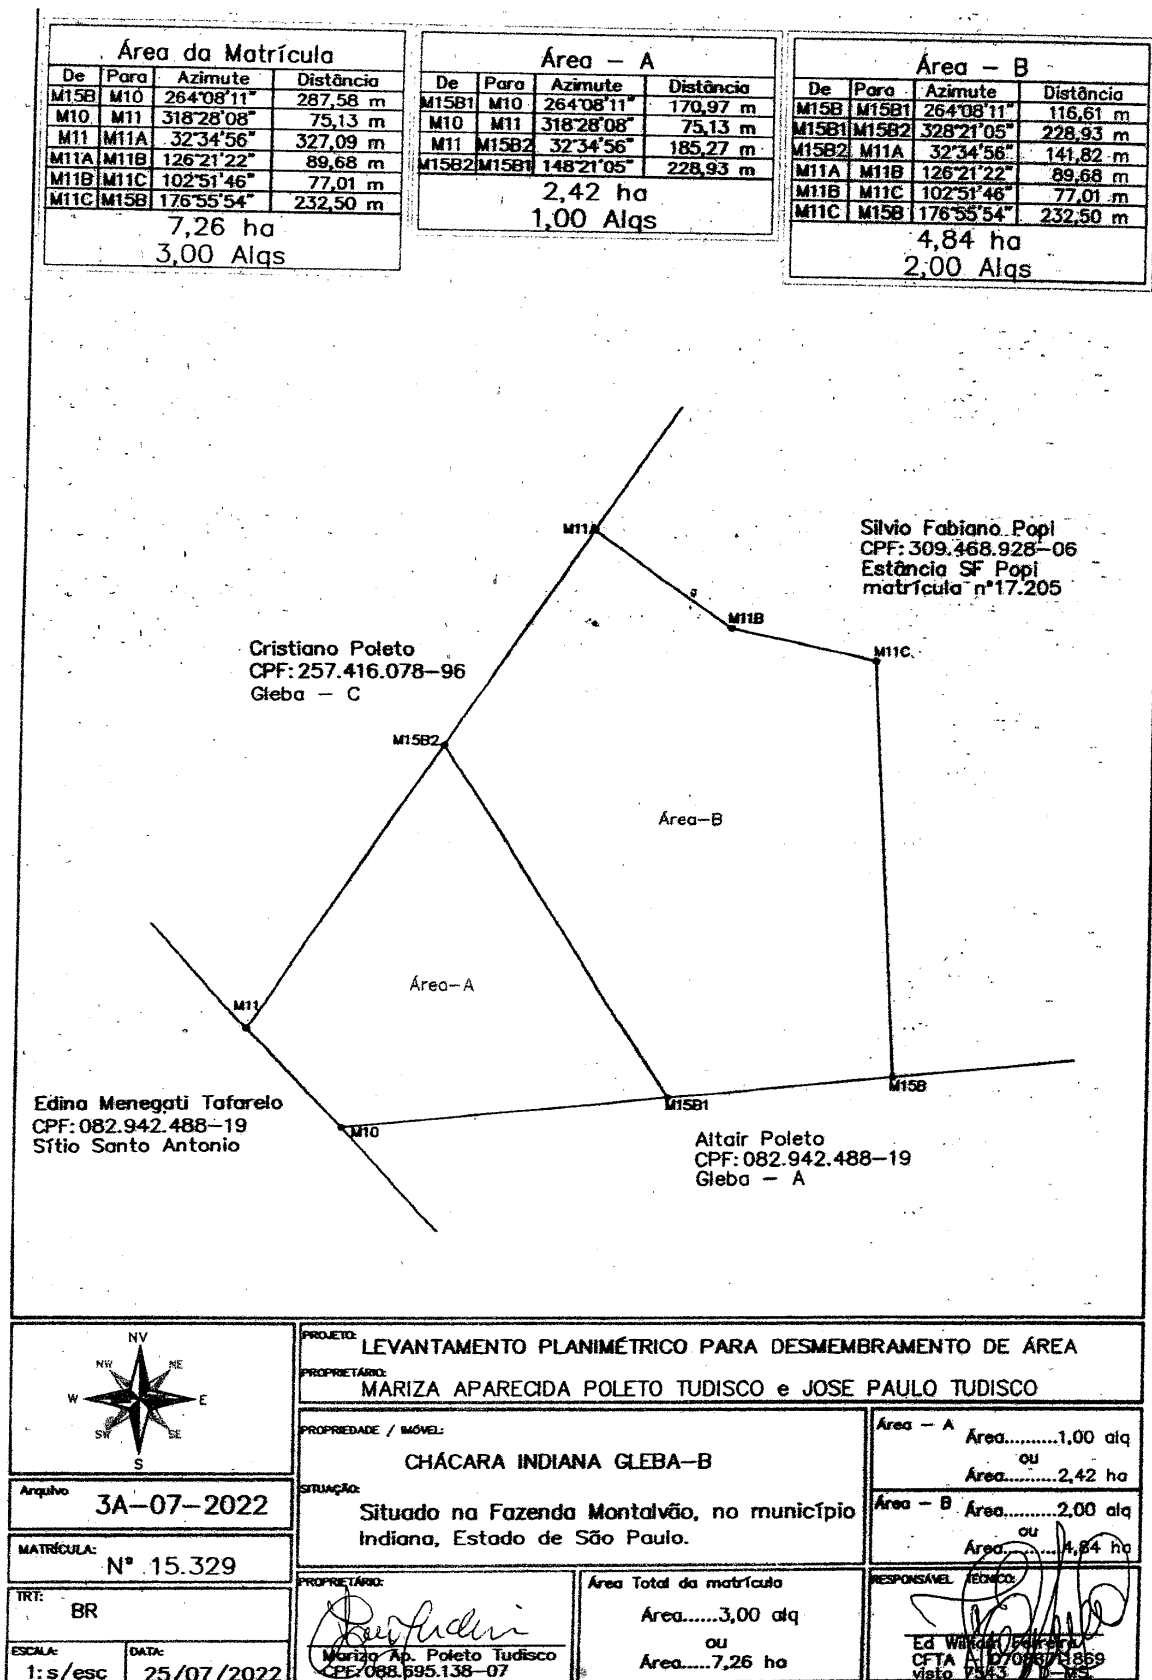 Área da Matrícula
De Para Azimute Distância
M15B M10 264°08'11" 287,58 m
M10 M11 318°28'08" 75,13 m
M11 M11A 32°34'56" 327,09 m
M11A M11B 126°21'22" 89,68 m
M11B M11C 102°51'46" 77,01 m
M11C M15B 176°55'54" 232,50 m
7,26 ha
3,00 Alqs
Área – A
De Para Azimute Distância
M15B1 M10 264°08'11" 170,97 m
M10 M11 318°28'08" 75,13 m
M11 M15B2 32°34'56" 185,27 m
M15B2 M15B1 148°21'05" 228,93 m
2,42 ha
1,00 Alqs
Área – B
De Para Azimute Distância
M15B M15B1 264°08'11" 116,61 m
M15B1 M15B2 328°21'05" 228,93 m
M15B2 M11A 32°34'56" 141,82 m
M11A M11B 126°21'22" 89,68 m
M11B M11C 102°51'46" 77,01 m
M11C M15B 176°55'54" 232,50 m
4,84 ha
2,00 Alqs
M11A
Silvio Fabiano Popi
CPF:309.468.928–06
Estância SF Popi
matrícula n°17.205
M11B
Cristiano Poleto
CPF:257.416.078–96
Gleba – C
M11C
M15B2
Área–B
Área–A
M11
M15B
Edina Menegati Tafarelo
CPF:082.942.488–19
Sítio Santo Antonio
M15B1
M10
Altair Poleto
CPF:082.942.488–19
Gleba – A
NV
NW NE
W E
SW SE
S
PROJETO: LEVANTAMENTO PLANIMÉTRICO PARA DESMEMBRAMENTO DE ÁREA
PROPRIETÁRIO:
MARIZA APARECIDA POLETO TUDISCO e JOSE PAULO TUDISCO
PROPRIEDADE / IMÓVEL:
CHÁCARA INDIANA GLEBA–B
SITUAÇÃO:
Situado na Fazenda Montalvão, no município
Indiana, Estado de São Paulo.
Área – A
Área..........1,00 alq
ou
Área..........2,42 ha
Área – B
Área..........2,00 alq
ou
Área..........4,84 ha
Arquivo
3A–07–2022
MATRÍCULA:
N° 15.329
TRT:
BR
ESCALA:
1:s/esc
DATA:
25/07/2022
PROPRIETÁRIO:
Mariza Ap. Poleto Tudisco
CPF:088.595.138–07
Área Total da matrícula
Área......3,00 alq
ou
Área.....7,26 ha
RESPONSÁVEL TÉCNICO:
Ed Ferreira
CFTA
visto